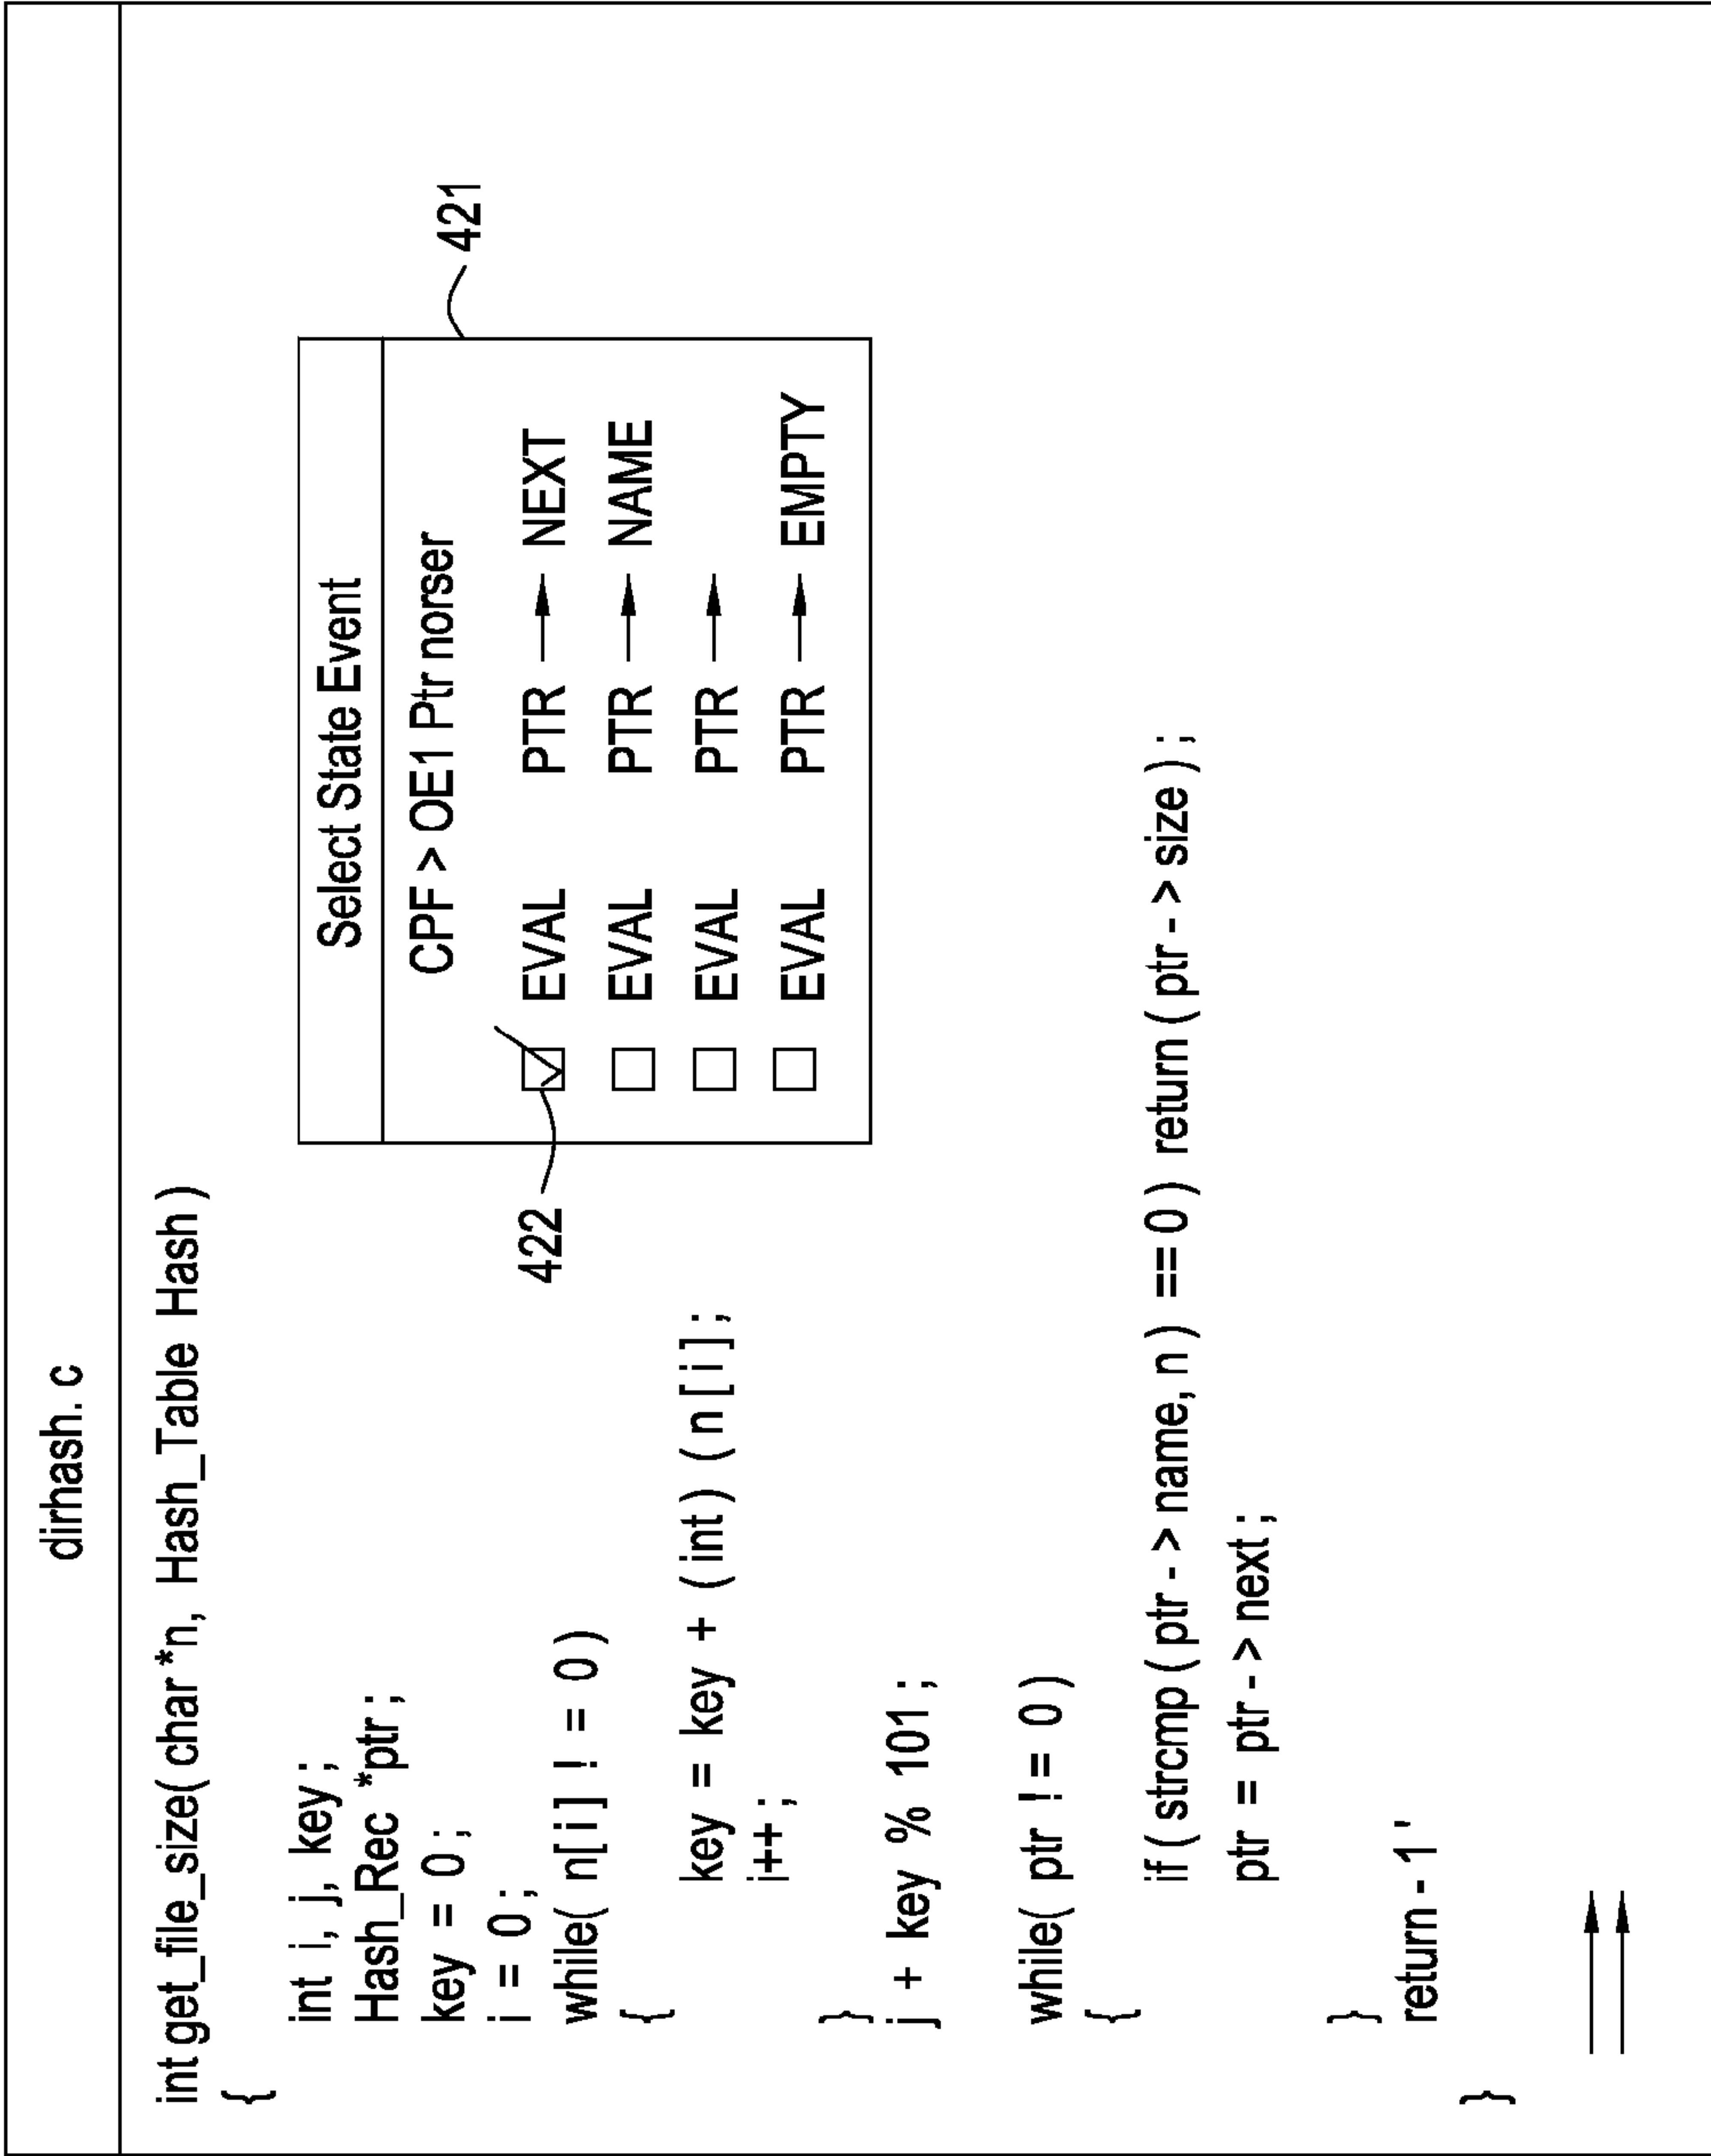 dirhash. c
int get_file_size( char *n, Hash_Table Hash )
{
int i, j, key ;
Hash_Rec *ptr ;
key = 0 ;
i = 0 ;
while( n[ i ] ! = 0 )
{
key = key + ( int ) ( n [ i ] ;
i++ ;
}
j + key % 101 ;
while( ptr ! = 0 )
{
if ( strcmp ( ptr - > name, n ) == 0 ) return ( ptr - > size ) ;
ptr = ptr - > next ;
}
return - 1 '
}
Select State Event
CPF > OE1 Ptr norser
EVAL PTR → NEXT
EVAL PTR → NAME
EVAL PTR →
EVAL PTR → EMPTY
421
422